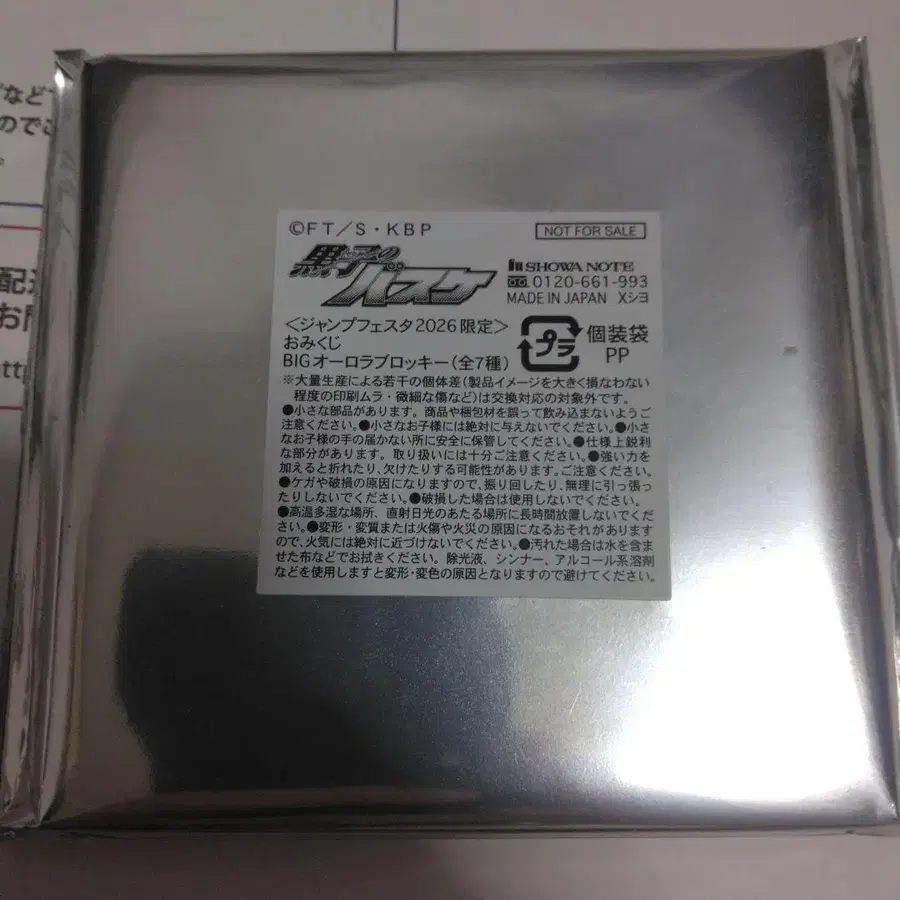 ©FT／S・KBP
NOT FOR SALE
黒子の
バスケ
SHOWA NOTE
0120-661-993
MADE IN JAPAN Xシヨ
＜ジャンプフェスタ2026限定＞
おみくじ
BIGオーロラブロッキー（全7種）
プラ
個装袋
PP
※大量生産による若干の個体差（製品イメージを大きく損なわない
程度の印刷ムラ・微細な傷など）は交換対応の対象外です。
●小さな部品があります。商品や梱包材を誤って飲み込まないようご
注意ください。●小さなお子様には絶対に与えないでください。●小さ
なお子様の手の届かない所に安全に保管してください。●仕様上鋭利
な部分があります。取り扱いには十分ご注意ください。●強い力を
加えると折れたり、欠けたりする可能性があります。ご注意ください。
●ケガや破損の原因になりますので、振り回したり、無理に引っ張っ
たりしないでください。●破損した場合は使用しないでください。
●高温多湿な場所、直射日光のあたる場所に長時間放置しないでくだ
さい。●変形・変質または火傷や火災の原因になるおそれがあります
ので、火気には絶対に近づけないでください。●汚れた場合は水を含ま
せた布などでお拭きください。除光液、シンナー、アルコール系溶剤
などを使用しますと変形・変色の原因となりますので避けてください。
などで
のでご
。
配送
お問